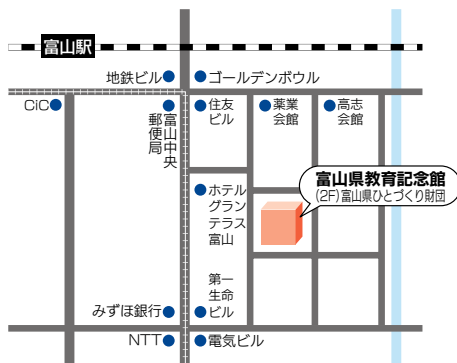 富山駅
地鉄ビル
ゴールデンボウル
CiC
富山中央
郵便局
住友
ビル
薬業
会館
高志
会館
富山県教育記念館
(2F)富山県ひとづくり財団
ホテル
グラン
テラス
富山
第一
生命
ビル
みずほ銀行
NTT
電気ビル